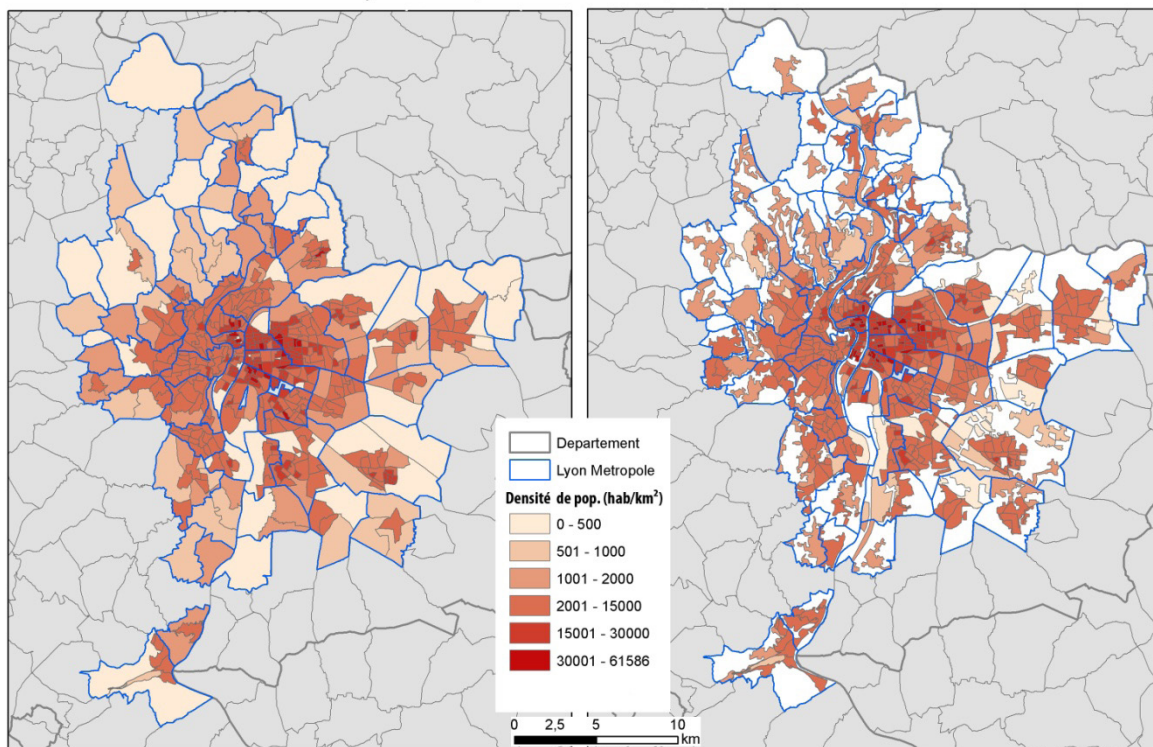 Departement
Lyon Metropole
Densité de pop. (hab/km²)
0 - 500
501 - 1000
1001 - 2000
2001 - 15000
15001 - 30000
30001 - 61586
0 2,5 5 10
km